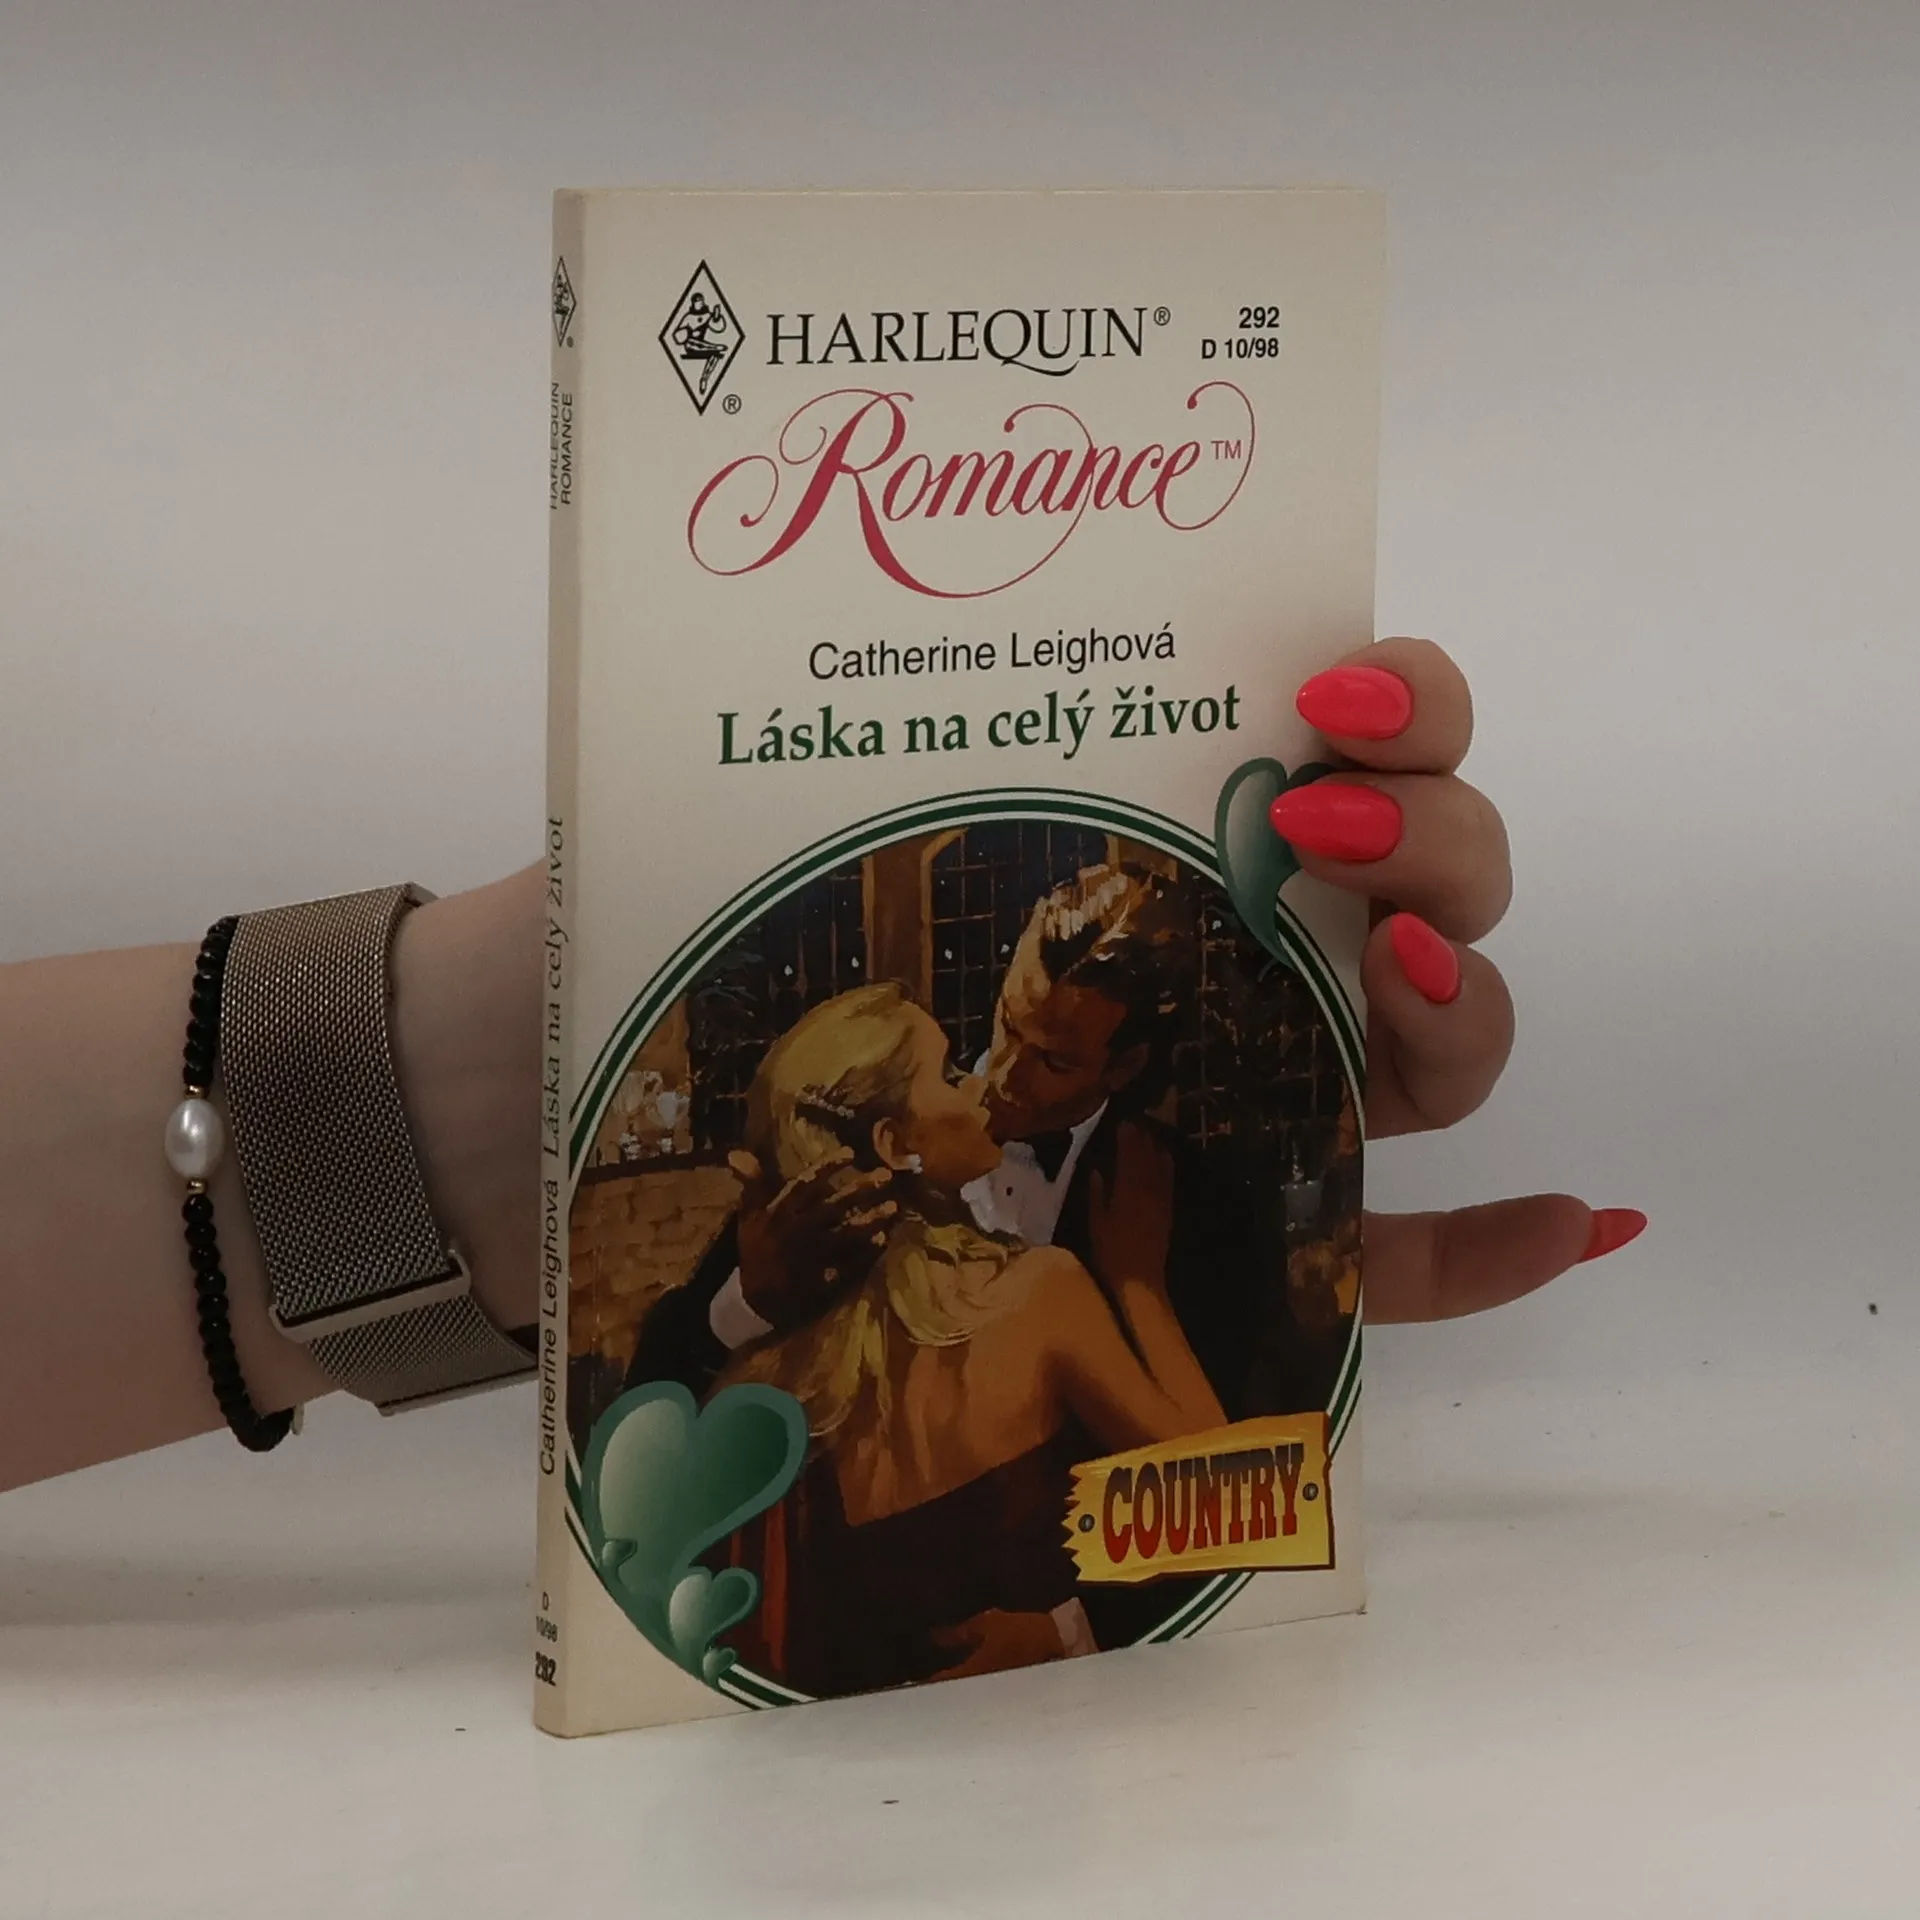 HARLEQUIN®
292
D 10/98
®
Romance™
Catherine Leighová
Láska na celý život
COUNTRY
®
HARLEQUIN
ROMANCE
Catherine Leighová Láska na celý život
D
10/98
292